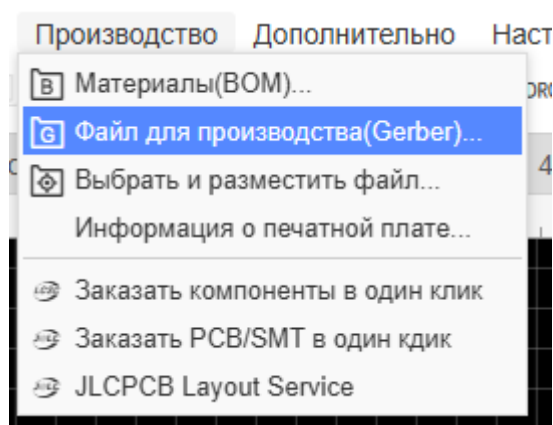 Производство Дополнительно Наст
Материалы(BOM)...
Файл для производства(Gerber)...
4
Выбрать и разместить файл...
Информация о печатной плате...
Заказать компоненты в один клик
Заказать PCB/SMT в один кдик
JLCPCB Layout Service